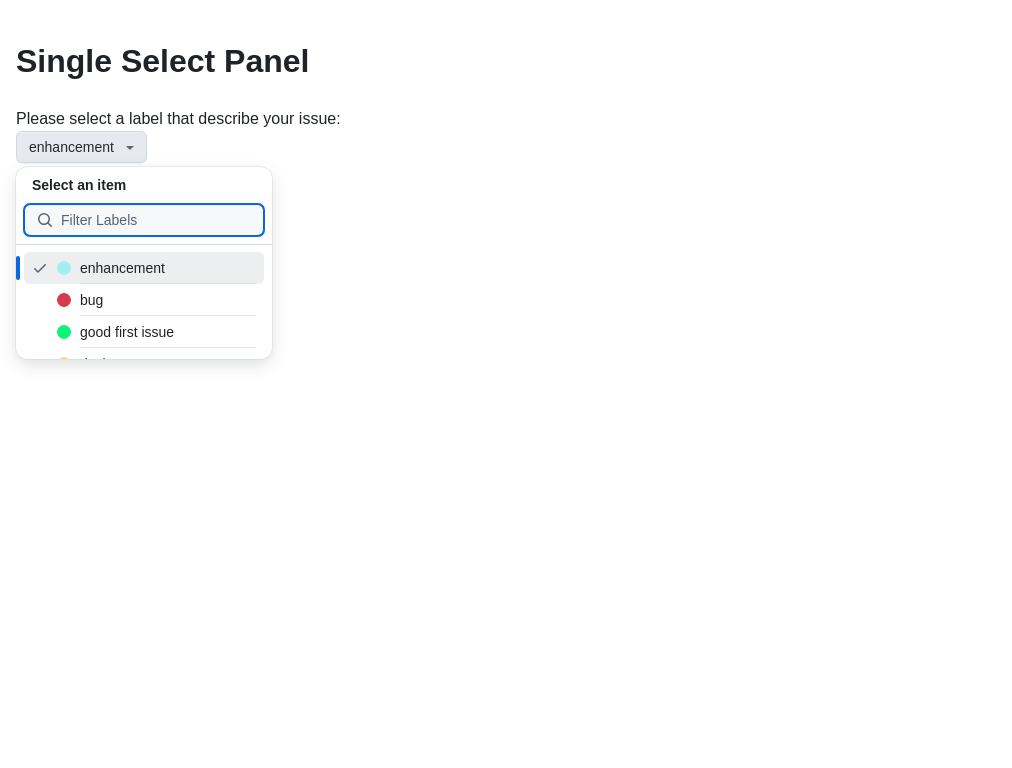 Single Select Panel
Please select a label that describe your issue:
enhancement
Select an item
Filter Labels
enhancement
bug
good first issue